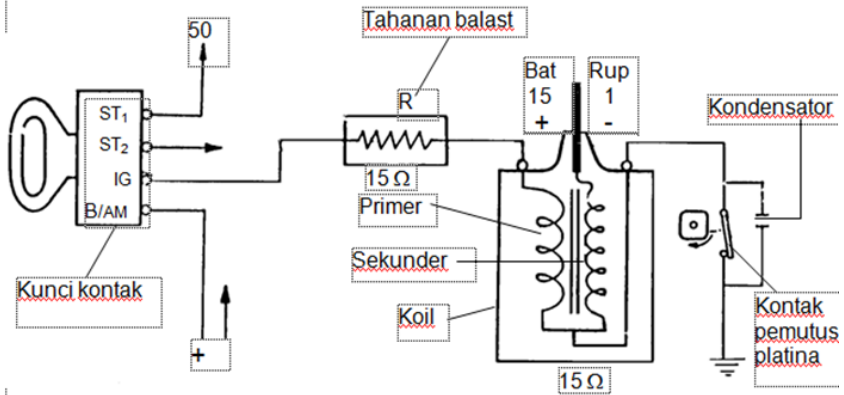 Tahanan balast
50
Bat
15
+
Rup
1
-
R
Kondensator
ST1
ST2
IG
B/AM
15 Ω
Primer
Sekunder
Kunci kontak
Koil
Kontak
pemutus
platina
+
15 Ω